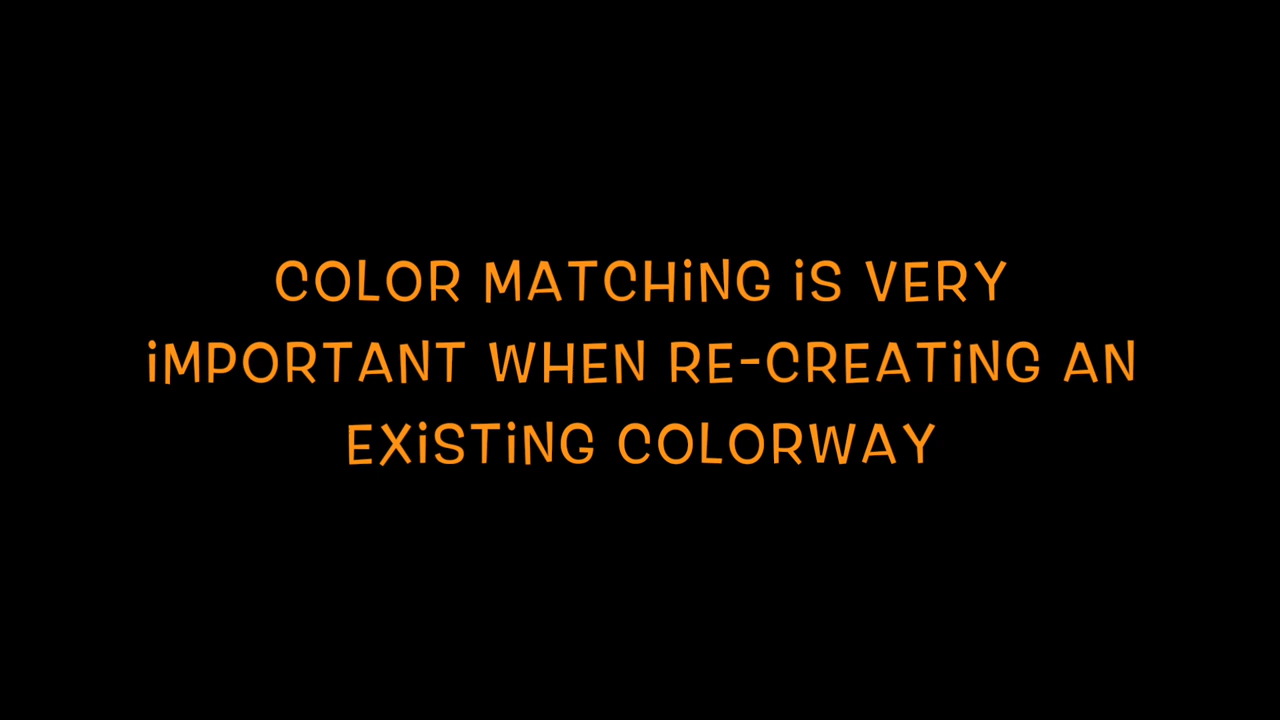 COLOR MATCHiNG iS VERY
iMPORTANT WHEN RE-CREATiNG AN
EXiSTiNG COLORWAY